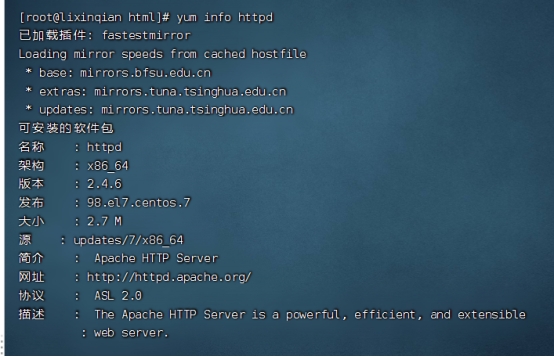 [root@lixinqian html]# yum info httpd
已加载插件: fastestmirror
Loading mirror speeds from cached hostfile
* base: mirrors.bfsu.edu.cn
* extras: mirrors.tuna.tsinghua.edu.cn
* updates: mirrors.tuna.tsinghua.edu.cn
可安装的软件包
名称 : httpd
架构 : x86_64
版本 : 2.4.6
发布 : 98.el7.centos.7
大小 : 2.7 M
源 : updates/7/x86_64
简介 : Apache HTTP Server
网址 : http://httpd.apache.org/
协议 : ASL 2.0
描述 : The Apache HTTP Server is a powerful, efficient, and extensible
: web server.